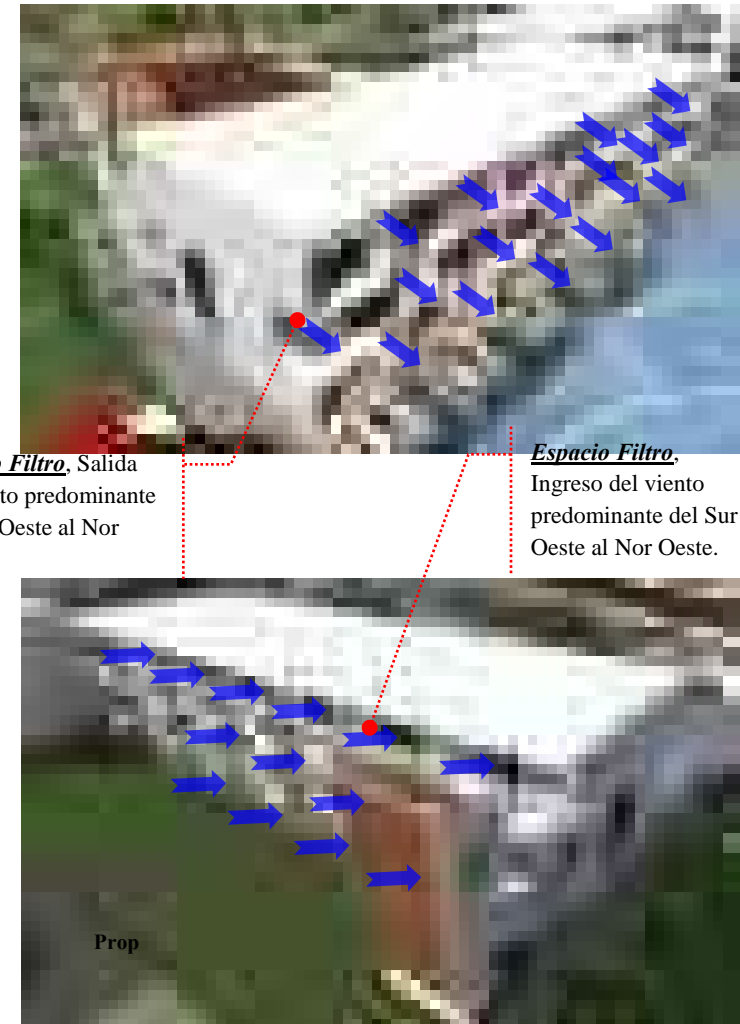 Filtro, Salida
predominante
Oeste al Nor
Espacio Filtro,
Ingreso del viento
predominante del Sur
Oeste al Nor Oeste.
Prop